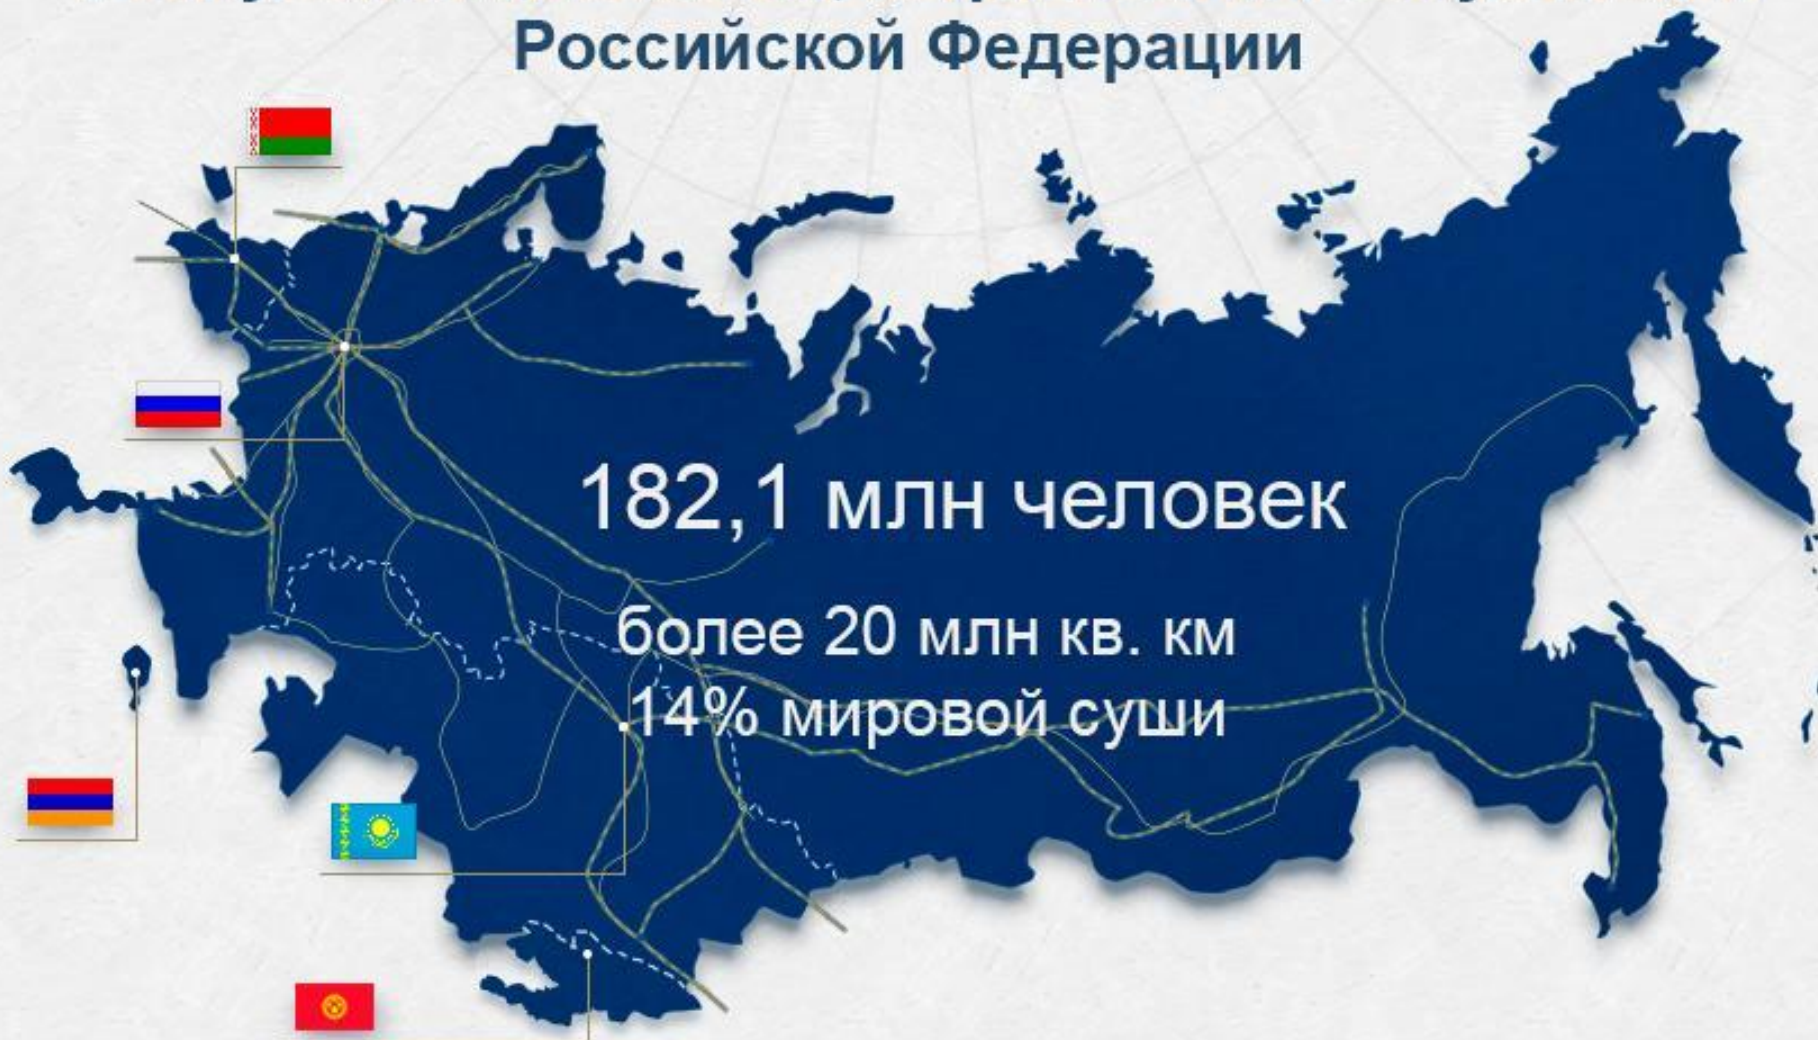 Российской Федерации
182,1 млн человек
более 20 млн кв. км
14% мировой суши